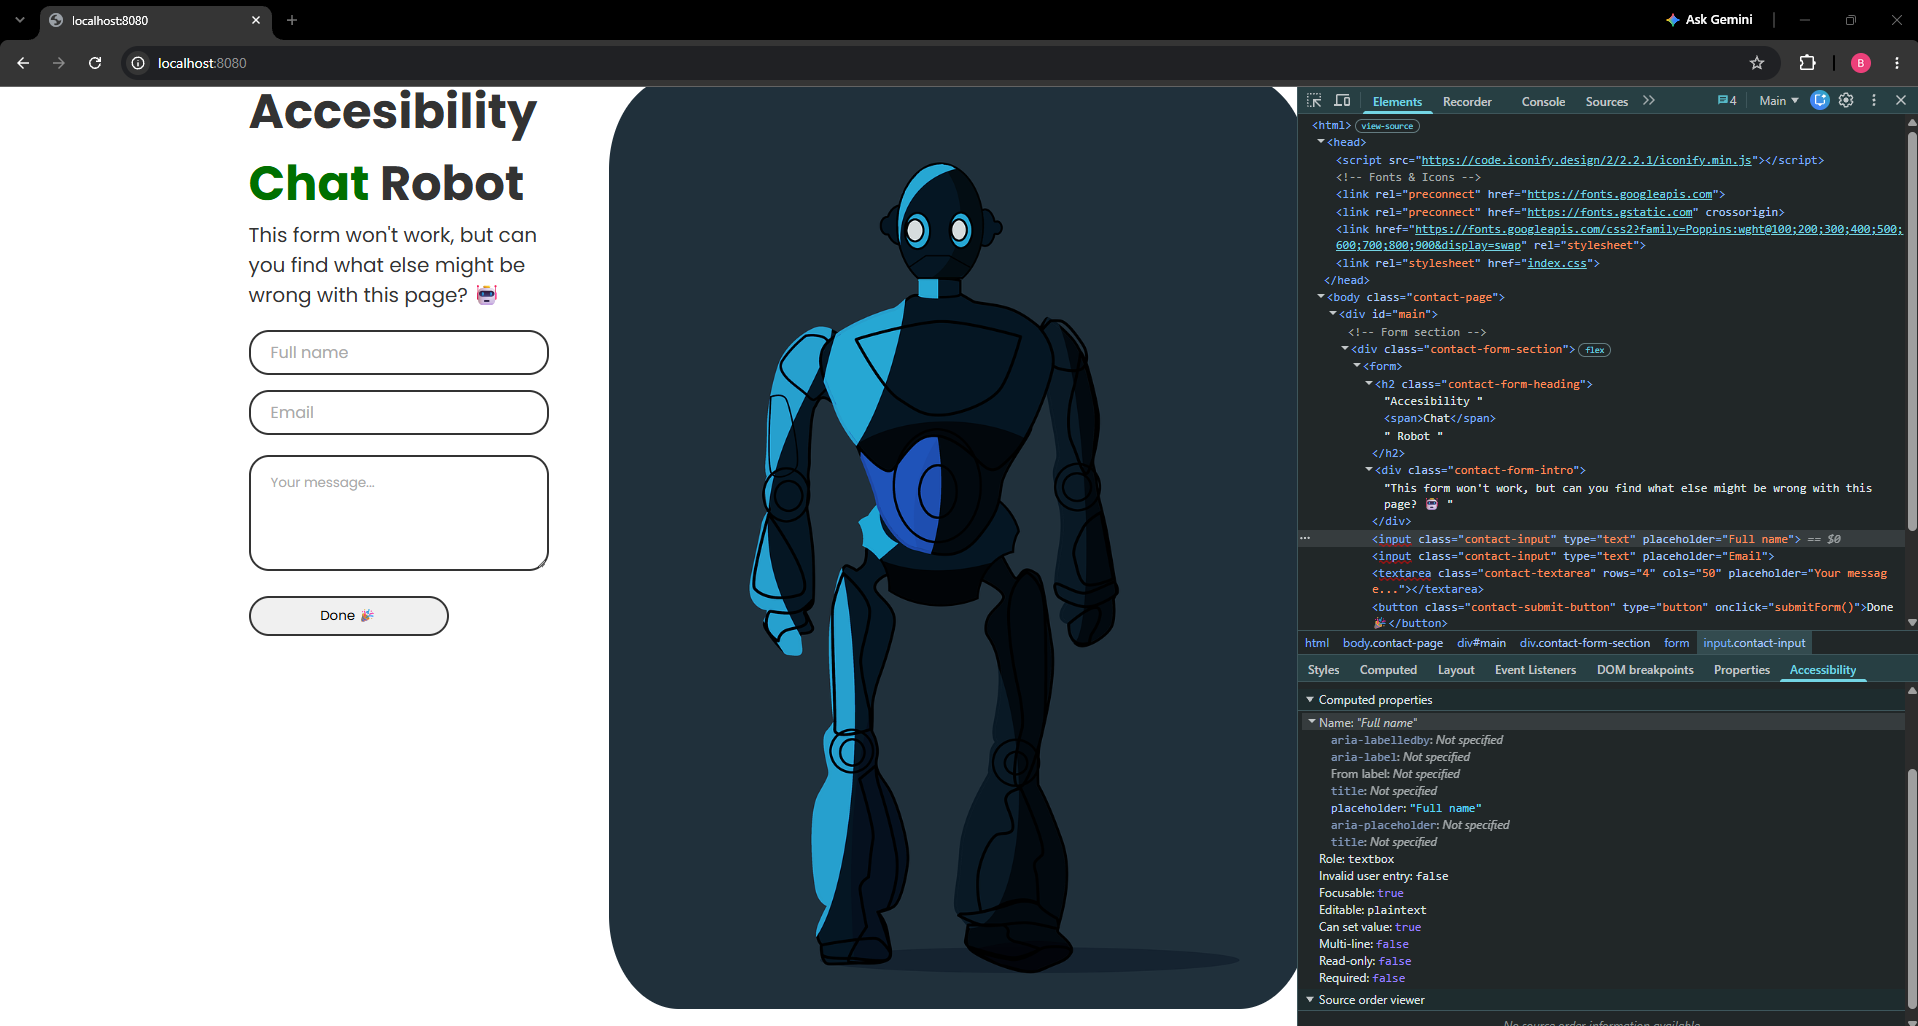 localhost:8080
Ask Gemini
localhost:8080
B
Accesibility
Chat Robot
This form won't work, but can
you find what else might be
wrong with this page? 🤖
Full name
Email
Your message...
Done 🎉
Elements Recorder Console Sources 4 Main
<html> view-source
<head>
<script src="https://code.iconify.design/2/2.2.1/iconify.min.js"></script>
<!-- Fonts & Icons -->
<link rel="preconnect" href="https://fonts.googleapis.com">
<link rel="preconnect" href="https://fonts.gstatic.com" crossorigin>
<link href="https://fonts.googleapis.com/css2?family=Poppins:wght@100;200;300;400;500;
600;700;800;900&display=swap" rel="stylesheet">
<link rel="stylesheet" href="index.css">
</head>
<body class="contact-page">
<div id="main">
<!-- Form section -->
<div class="contact-form-section"> flex
<form>
<h2 class="contact-form-heading">
"Accesibility "
<span>Chat</span>
" Robot "
</h2>
<div class="contact-form-intro">
"This form won't work, but can you find what else might be wrong with this
page? 🤖 "
</div>
<input class="contact-input" type="text" placeholder="Full name"> == $0
<input class="contact-input" type="text" placeholder="Email">
<textarea class="contact-textarea" rows="4" cols="50" placeholder="Your messag
e..."></textarea>
<button class="contact-submit-button" type="button" onclick="submitForm()">Done
🎉</button>
html body.contact-page div#main div.contact-form-section form input.contact-input
Styles Computed Layout Event Listeners DOM breakpoints Properties Accessibility
Computed properties
Name: "Full name"
aria-labelledby: Not specified
aria-label: Not specified
From label: Not specified
title: Not specified
placeholder: "Full name"
aria-placeholder: Not specified
title: Not specified
Role: textbox
Invalid user entry: false
Focusable: true
Editable: plaintext
Can set value: true
Multi-line: false
Read-only: false
Required: false
Source order viewer
No source order information available